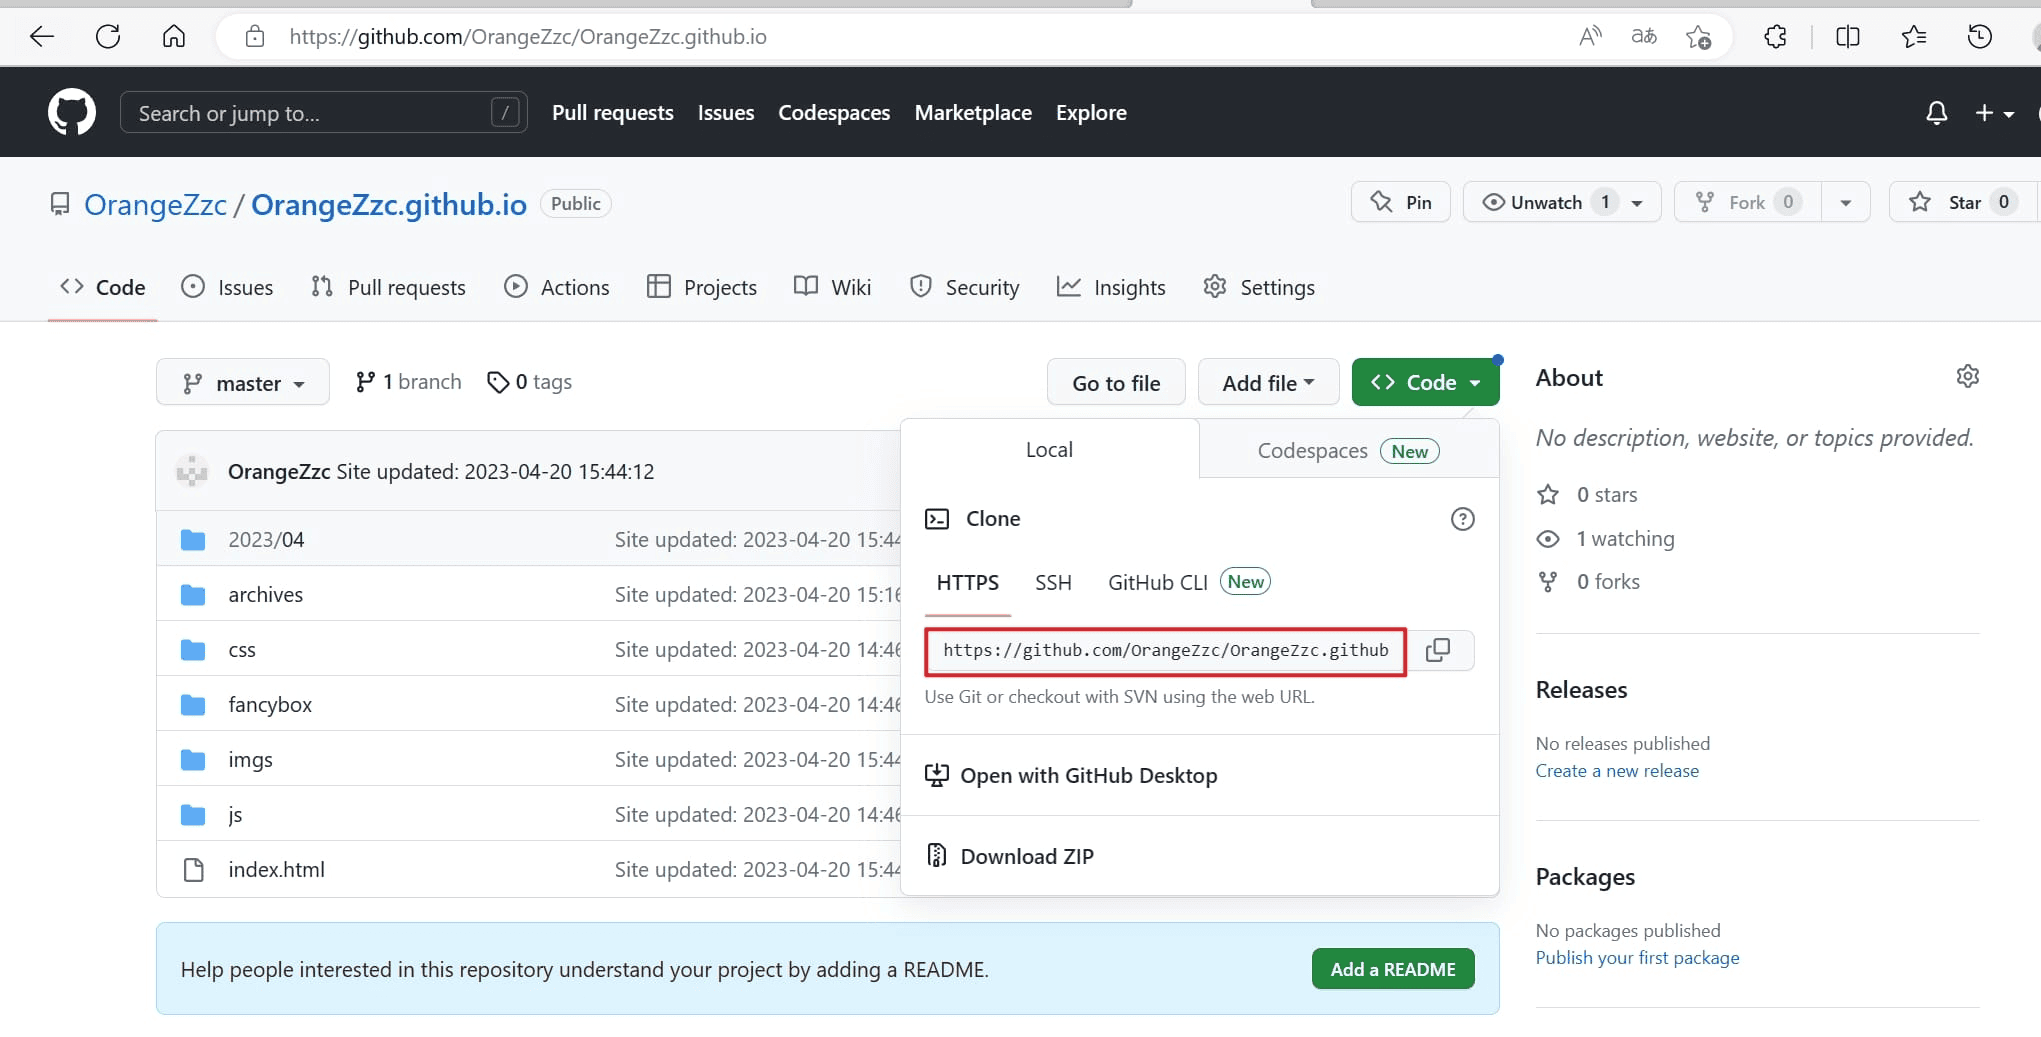 https://github.com/OrangeZzc/OrangeZzc.github.io
Search or jump to... /
Pull requests Issues Codespaces Marketplace Explore
OrangeZzc / OrangeZzc.github.io Public
Pin Unwatch 1 Fork 0 Star 0
Code Issues Pull requests Actions Projects Wiki Security Insights Settings
master 1 branch 0 tags
Go to file Add file Code
Local Codespaces New
Clone
HTTPS SSH GitHub CLI New
https://github.com/OrangeZzc/OrangeZzc.github
Use Git or checkout with SVN using the web URL.
Open with GitHub Desktop
Download ZIP
OrangeZzc Site updated: 2023-04-20 15:44:12
2023/04 Site updated: 2023-04-20 15:44
archives Site updated: 2023-04-20 15:16
css Site updated: 2023-04-20 14:46
fancybox Site updated: 2023-04-20 14:46
imgs Site updated: 2023-04-20 15:44
js Site updated: 2023-04-20 14:46
index.html Site updated: 2023-04-20 15:44
Help people interested in this repository understand your project by adding a README.
Add a README
About
No description, website, or topics provided.
0 stars
1 watching
0 forks
Releases
No releases published
Create a new release
Packages
No packages published
Publish your first package